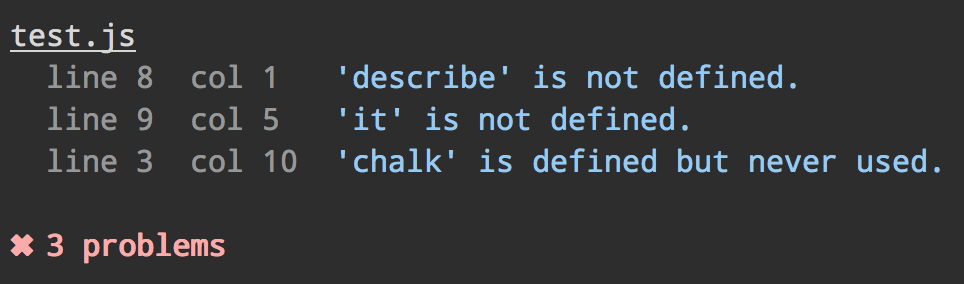 test.js
line 8  col 1   'describe' is not defined.
line 9  col 5   'it' is not defined.
line 3  col 10  'chalk' is defined but never used.
✖ 3 problems